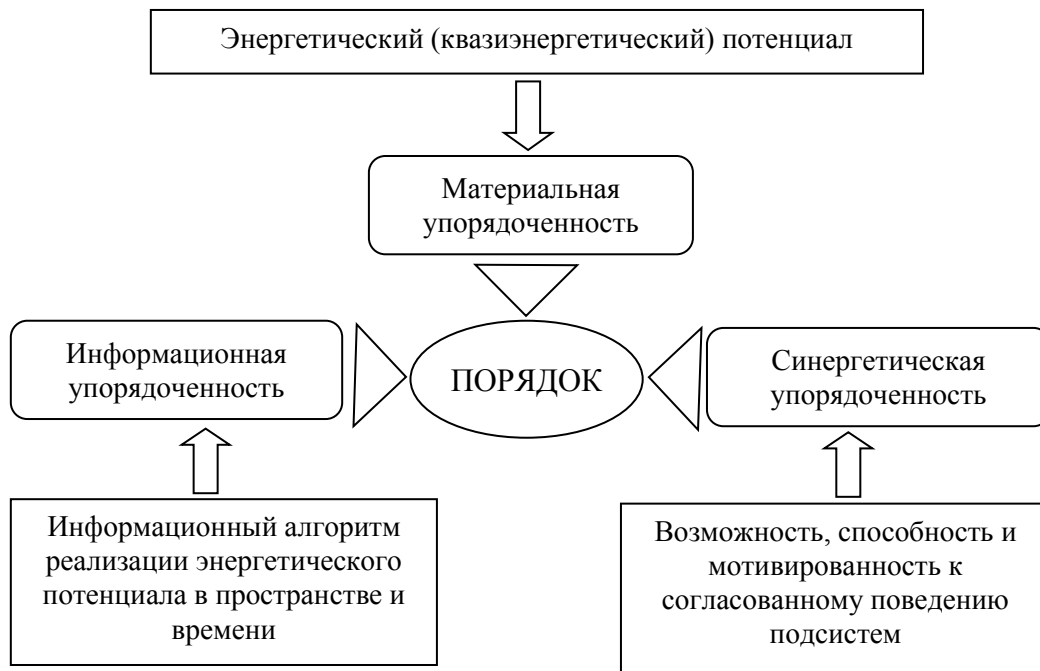 Энергетический (квазиэнергетический) потенциал
Материальная
упорядоченность
Информационная
упорядоченность
ПОРЯДОК
Синергетическая
упорядоченность
Информационный алгоритм
реализации энергетического
потенциала в пространстве и
времени
Возможность, способность и
мотивированность к
согласованному поведению
подсистем